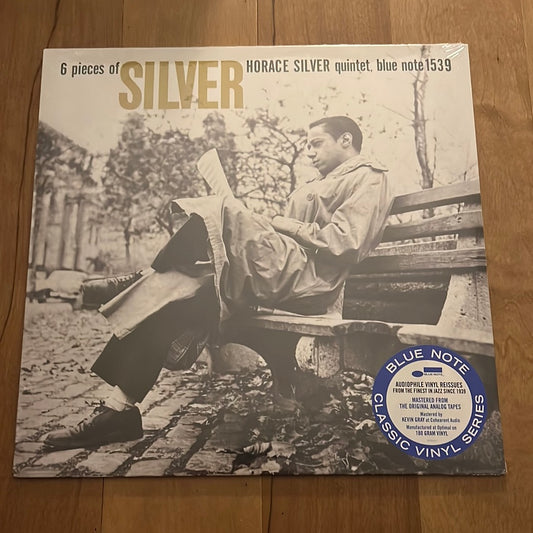 6 pieces of SILVER HORACE SILVER quintet, blue note 1539
BLUE NOTE
BLUE NOTE
AUDIOPHILE VINYL REISSUES
FROM THE FINEST IN JAZZ SINCE 1939
MASTERED FROM
THE ORIGINAL ANALOG TAPES
Mastered by
KEVIN GRAY at Cohearent Audio
Manufactured at Optimal on
180 GRAM VINYL
CLASSIC VINYL SERIES